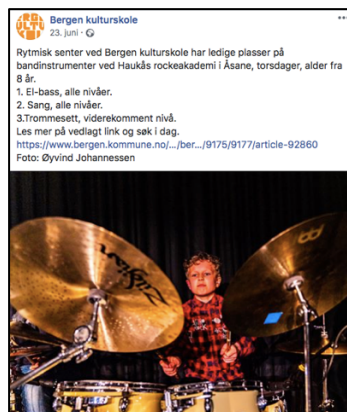 Bergen kulturskole
23. juni ·
Rytmisk senter ved Bergen kulturskole har ledige plasser på
bandinstrumenter ved Haukås rockeakademi i Åsane, torsdager, alder fra
8 år.
1. El-bass, alle nivåer.
2. Sang, alle nivåer.
3.Trommesett, viderekomment nivå.
Les mer på vedlagt link og søk i dag.
https://www.bergen.kommune.no/.../ber.../9175/9177/article-92860
Foto: Øyvind Johannessen
Zildjian